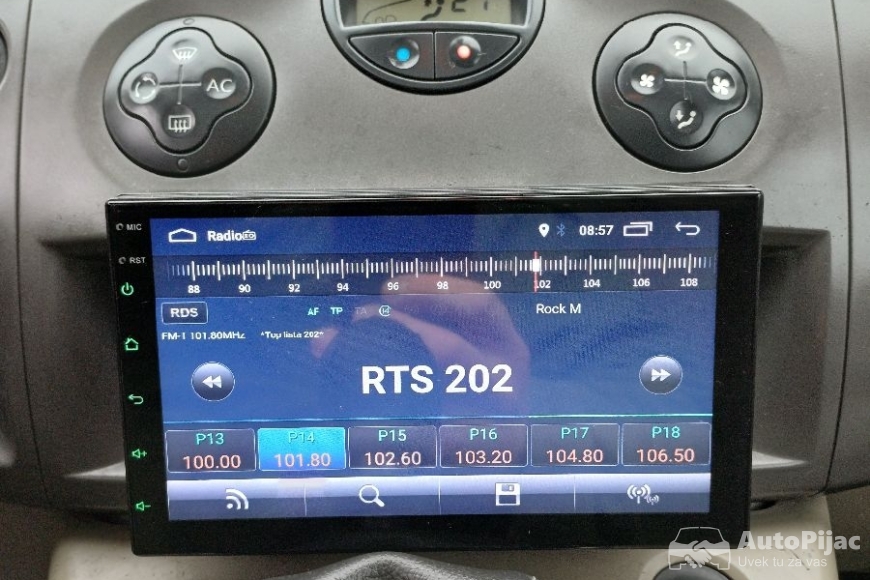 AC
MIC
Radio
08:57
RST
88 90 92 94 96 98 100 102 104 106 108
RDS
AF TP TA
Rock M
FM-1 101.80MHz *Top lista 202*
RTS 202
P13 P14 P15 P16 P17 P18
100.00 101.80 102.60 103.20 104.80 106.50
AutoPijac
Uvek tu za vas